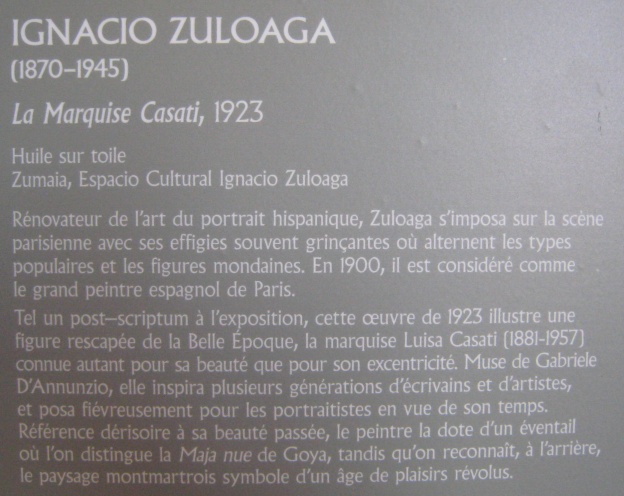 IGNACIO ZULOAGA
(1870–1945)
La Marquise Casati, 1923
Huile sur toile
Zumaia, Espacio Cultural Ignacio Zuloaga
Rénovateur de l'art du portrait hispanique, Zuloaga s'imposa sur la scène
parisienne avec ses effigies souvent grinçantes où alternent les types
populaires et les figures mondaines. En 1900, il est considéré comme
le grand peintre espagnol de Paris.
Tel un post–scriptum à l'exposition, cette œuvre de 1923 illustre une
figure rescapée de la Belle Époque, la marquise Luisa Casati (1881-1957)
connue autant pour sa beauté que pour son excentricité. Muse de Gabriele
D'Annunzio, elle inspira plusieurs générations d'écrivains et d'artistes,
et posa fiévreusement pour les portraitistes en vue de son temps.
Référence dérisoire à sa beauté passée, le peintre la dote d'un éventail
où l'on distingue la Maja nue de Goya, tandis qu'on reconnaît, à l'arrière,
le paysage montmartrois symbole d'un âge de plaisirs révolus.